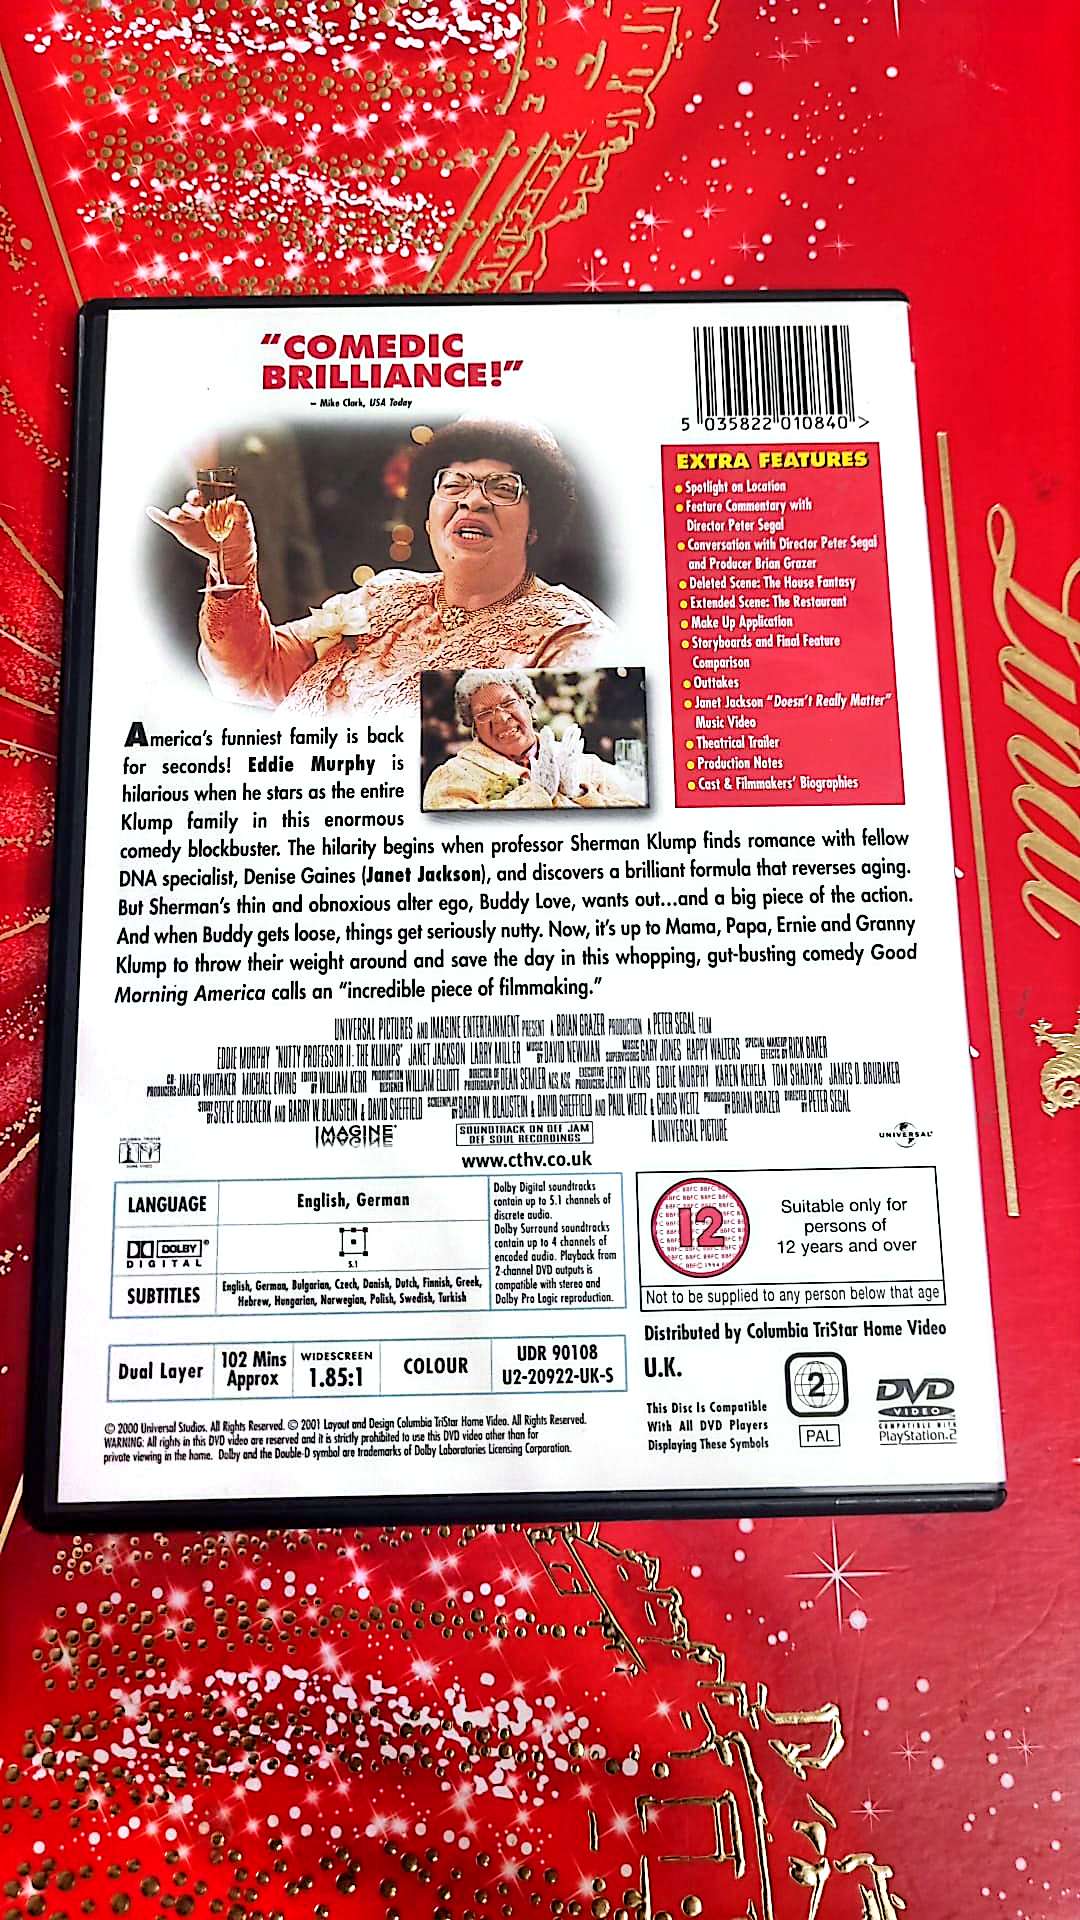 “COMEDIC
BRILLIANCE!”
– Mike Clark, USA Today
5 035822 010840 >
EXTRA FEATURES
Spotlight on Location
Feature Commentary with
Director Peter Segal
Conversation with Director Peter Segal
and Producer Brian Grazer
Deleted Scene: The House Fantasy
Extended Scene: The Restaurant
Make Up Application
Storyboards and Final Feature
Comparison
Outtakes
Janet Jackson “Doesn’t Really Matter”
Music Video
Theatrical Trailer
Production Notes
Cast & Filmmakers’ Biographies
America’s funniest family is back
for seconds! Eddie Murphy is
hilarious when he stars as the entire
Klump family in this enormous
comedy blockbuster. The hilarity begins when professor Sherman Klump finds romance with fellow
DNA specialist, Denise Gaines (Janet Jackson), and discovers a brilliant formula that reverses aging.
But Sherman’s thin and obnoxious alter ego, Buddy Love, wants out...and a big piece of the action.
And when Buddy gets loose, things get seriously nutty. Now, it’s up to Mama, Papa, Ernie and Granny
Klump to throw their weight around and save the day in this whopping, gut-busting comedy Good
Morning America calls an “incredible piece of filmmaking.”
UNIVERSAL PICTURES AND IMAGINE ENTERTAINMENT PRESENT A BRIAN GRAZER PRODUCTION A PETER SEGAL FILM
EDDIE MURPHY "NUTTY PROFESSOR II: THE KLUMPS" JANET JACKSON LARRY MILLER MUSIC BY DAVID NEWMAN MUSIC SUPERVISORS GARY JONES HAPPY WALTERS SPECIAL MAKEUP EFFECTS BY RICK BAKER
CO-PRODUCERS JAMES WHITAKER MICHAEL EWING EDITED BY WILLIAM KERR PRODUCTION DESIGNER WILLIAM ELLIOTT DIRECTOR OF PHOTOGRAPHY DEAN SEMLER ACS, ASC EXECUTIVE PRODUCERS JERRY LEWIS EDDIE MURPHY KAREN KEHELA TOM SHADYAC JAMES D. BRUBAKER
STORY BY STEVE OEDEKERK AND BARRY W. BLAUSTEIN & DAVID SHEFFIELD SCREENPLAY BY BARRY W. BLAUSTEIN & DAVID SHEFFIELD AND PAUL WEITZ & CHRIS WEITZ PRODUCED BY BRIAN GRAZER DIRECTED BY PETER SEGAL
IMAGINE
SOUNDTRACK ON DEF JAM
DEF SOUL RECORDINGS
A UNIVERSAL PICTURE
UNIVERSAL
www.cthv.co.uk
LANGUAGE
English, German
DOLBY
DIGITAL
5.1
SUBTITLES
English, German, Bulgarian, Czech, Danish, Dutch, Finnish, Greek,
Hebrew, Hungarian, Norwegian, Polish, Swedish, Turkish
Dolby Digital soundtracks
contain up to 5.1 channels of
discrete audio.
Dolby Surround soundtracks
contain up to 4 channels of
encoded audio. Playback from
2-channel DVD outputs is
compatible with stereo and
Dolby Pro Logic reproduction.
12
Suitable only for
persons of
12 years and over
Not to be supplied to any person below that age
Dual Layer
102 Mins
Approx
WIDESCREEN
1.85:1
COLOUR
UDR 90108
U2-20922-UK-S
Distributed by Columbia TriStar Home Video
U.K.
This Disc Is Compatible
With All DVD Players
Displaying These Symbols
2
PAL
DVD
VIDEO
COMPATIBLE WITH
PlayStation.2
© 2000 Universal Studios. All Rights Reserved. © 2001 Layout and Design Columbia TriStar Home Video. All Rights Reserved.
WARNING: All rights in this DVD video are reserved and it is strictly prohibited to use this DVD video other than for
private viewing in the home. Dolby and the Double-D symbol are trademarks of Dolby Laboratories Licensing Corporation.